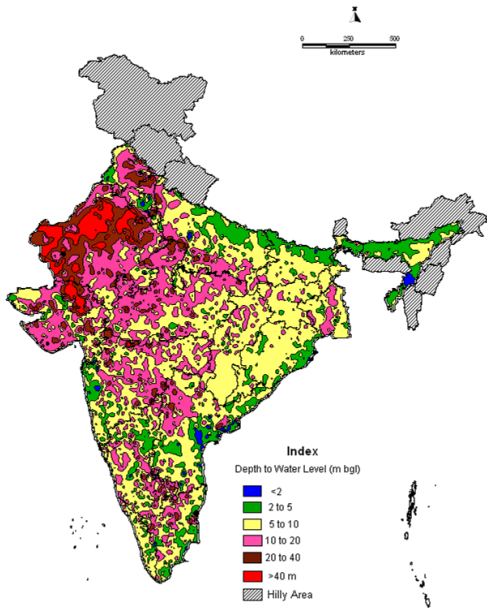 N
0 250 500
kilometers
Index
Depth to Water Level (m bgl)
<2
2 to 5
5 to 10
10 to 20
20 to 40
>40 m
Hilly Area